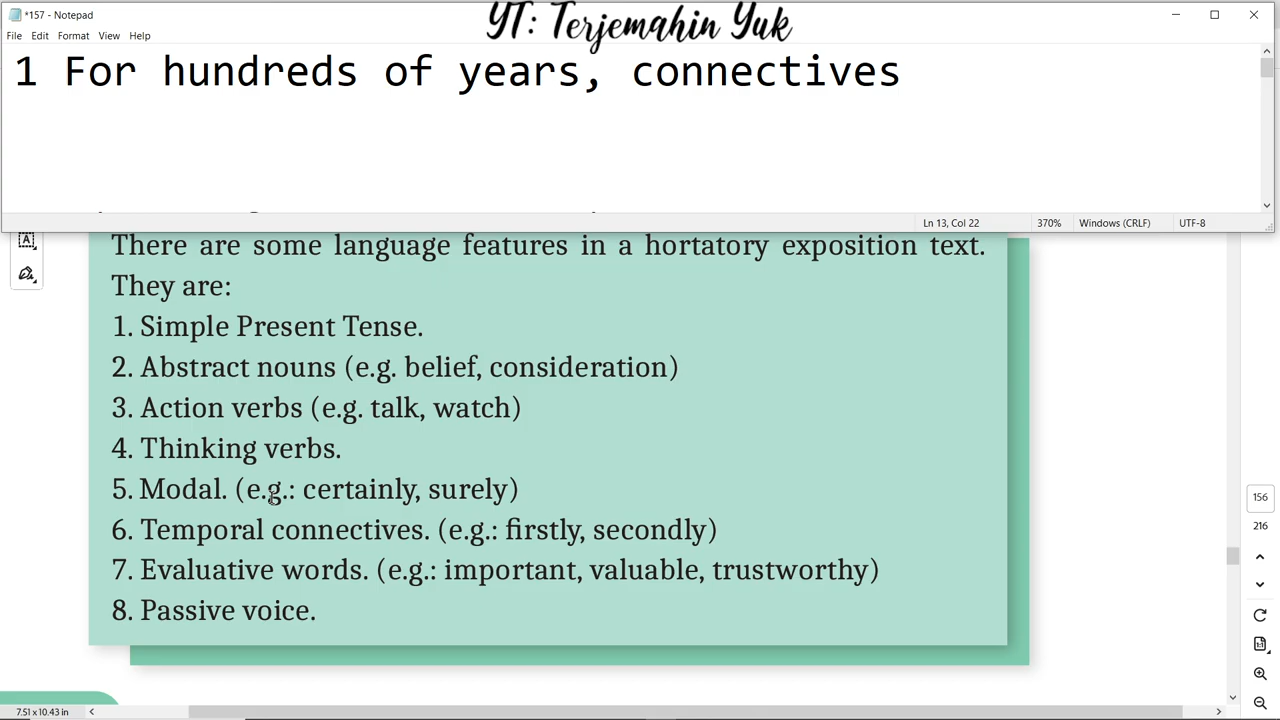 *157 - Notepad
YT: Terjemahin Yuk
File Edit Format View Help
1 For hundreds of years, connectives
Ln 13, Col 22 370% Windows (CRLF) UTF-8
There are some language features in a hortatory exposition text.
They are:
1. Simple Present Tense.
2. Abstract nouns (e.g. belief, consideration)
3. Action verbs (e.g. talk, watch)
4. Thinking verbs.
5. Modal. (e.g.: certainly, surely)
6. Temporal connectives. (e.g.: firstly, secondly)
7. Evaluative words. (e.g.: important, valuable, trustworthy)
8. Passive voice.
156
216
7.51 x 10.43 in